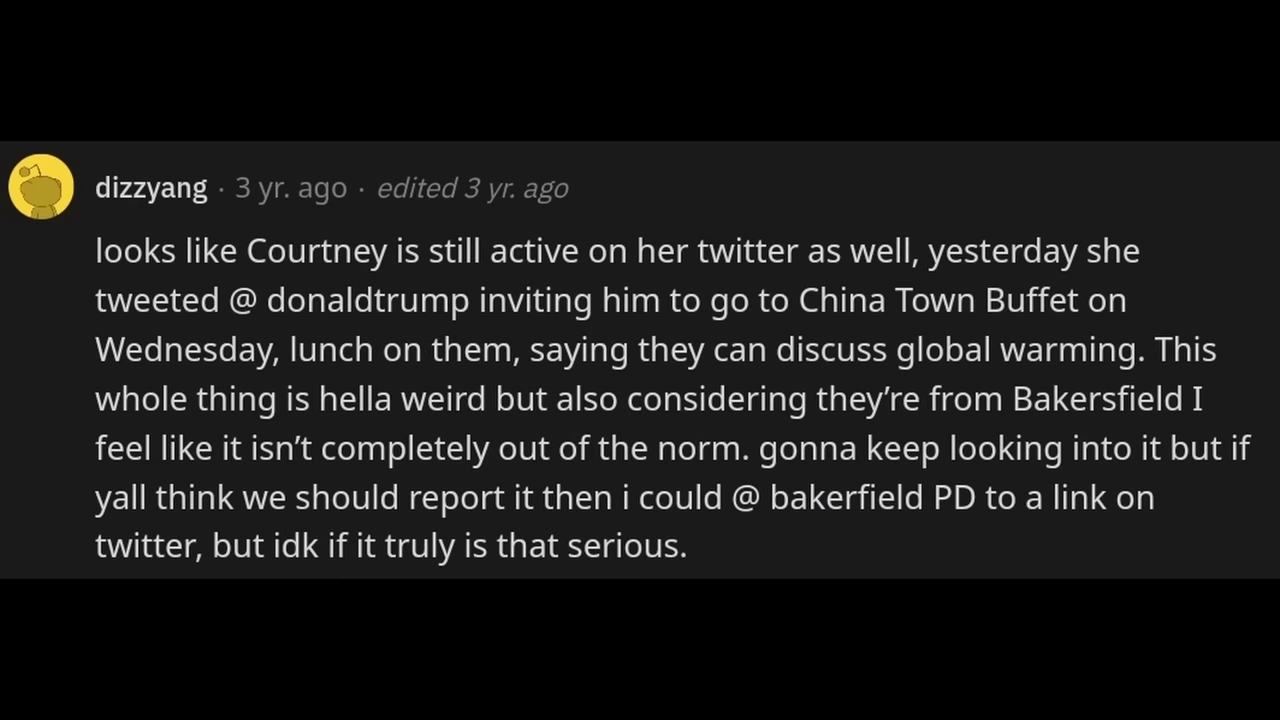 dizzyang · 3 yr. ago · edited 3 yr. ago
looks like Courtney is still active on her twitter as well, yesterday she
tweeted @ donaldtrump inviting him to go to China Town Buffet on
Wednesday, lunch on them, saying they can discuss global warming. This
whole thing is hella weird but also considering they’re from Bakersfield I
feel like it isn’t completely out of the norm. gonna keep looking into it but if
yall think we should report it then i could @ bakerfield PD to a link on
twitter, but idk if it truly is that serious.